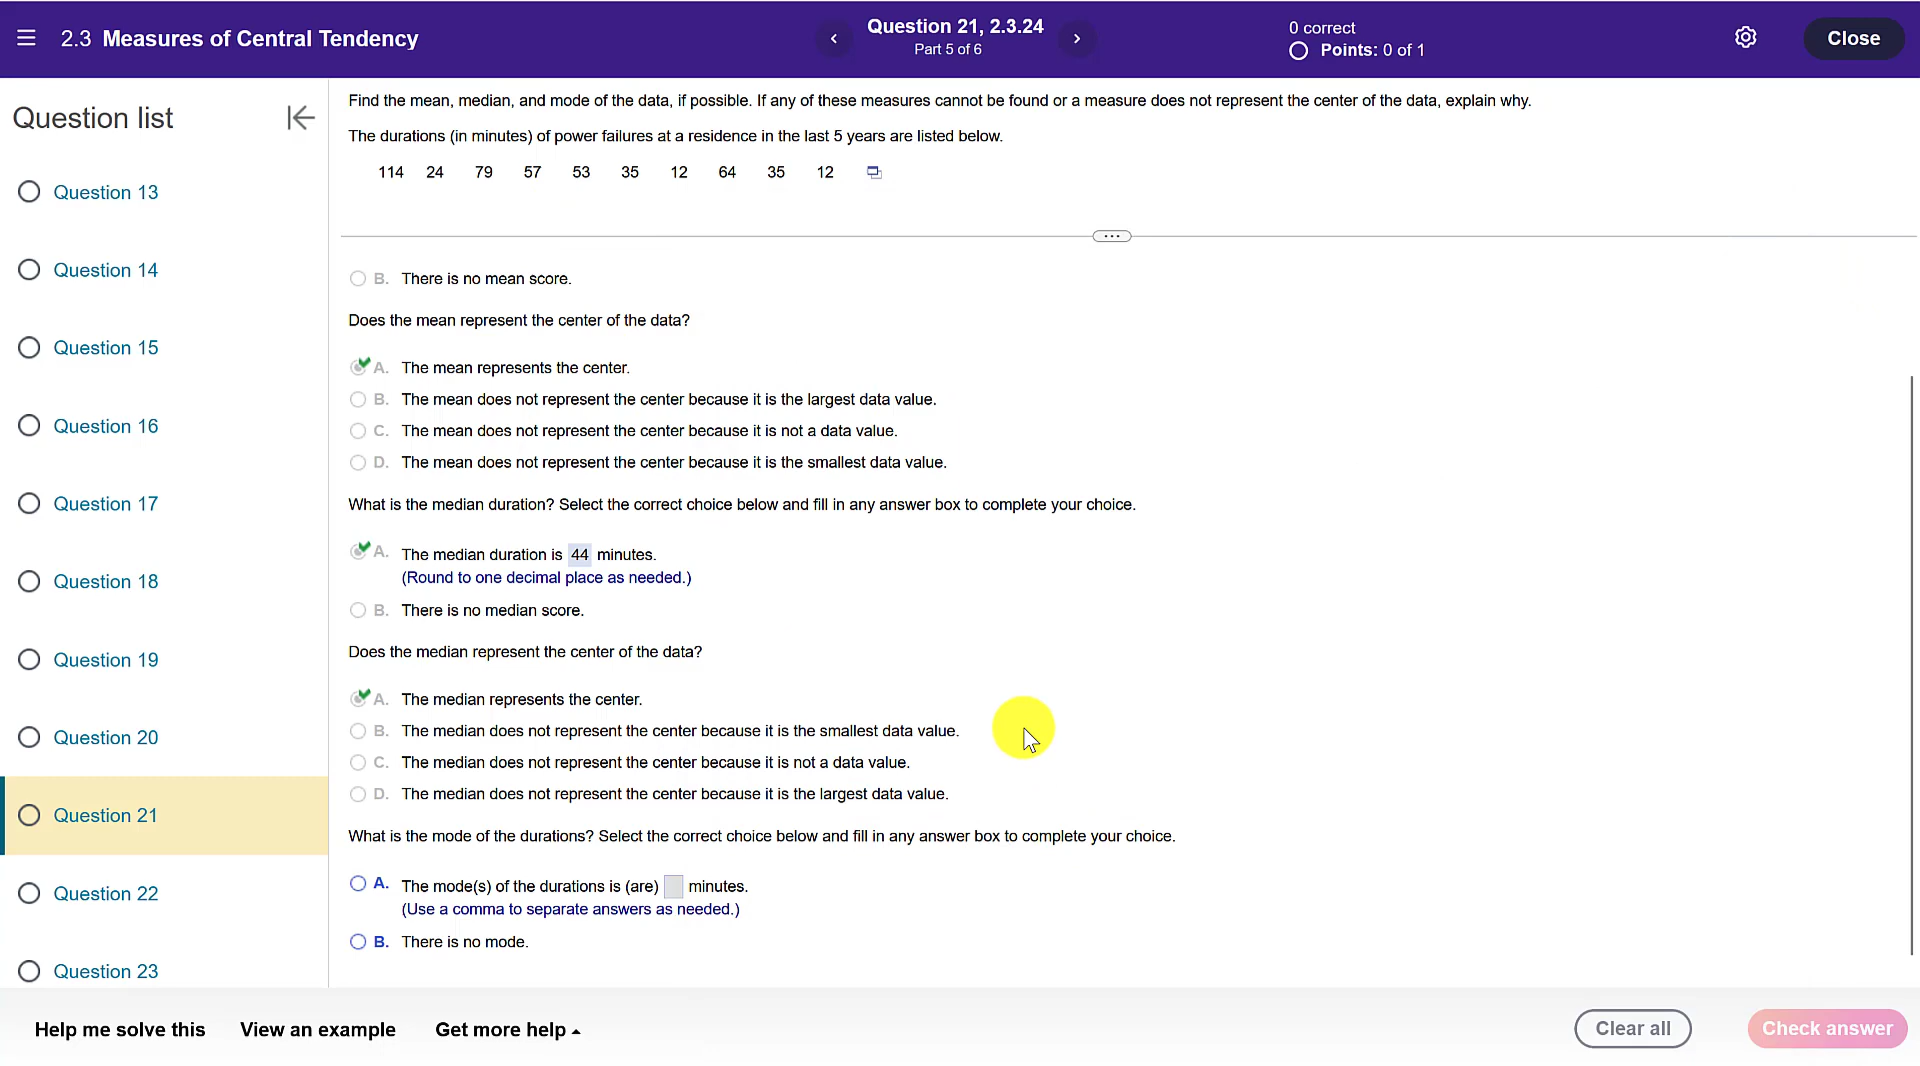 2.3 Measures of Central Tendency
Question 21, 2.3.24
Part 5 of 6
0 correct
Points: 0 of 1
Close
Question list
Question 13
Question 14
Question 15
Question 16
Question 17
Question 18
Question 19
Question 20
Question 21
Question 22
Question 23
Find the mean, median, and mode of the data, if possible. If any of these measures cannot be found or a measure does not represent the center of the data, explain why.
The durations (in minutes) of power failures at a residence in the last 5 years are listed below.
114 24 79 57 53 35 12 64 35 12
B. There is no mean score.
Does the mean represent the center of the data?
A. The mean represents the center.
B. The mean does not represent the center because it is the largest data value.
C. The mean does not represent the center because it is not a data value.
D. The mean does not represent the center because it is the smallest data value.
What is the median duration? Select the correct choice below and fill in any answer box to complete your choice.
A. The median duration is 44 minutes.
(Round to one decimal place as needed.)
B. There is no median score.
Does the median represent the center of the data?
A. The median represents the center.
B. The median does not represent the center because it is the smallest data value.
C. The median does not represent the center because it is not a data value.
D. The median does not represent the center because it is the largest data value.
What is the mode of the durations? Select the correct choice below and fill in any answer box to complete your choice.
A. The mode(s) of the durations is (are) minutes.
(Use a comma to separate answers as needed.)
B. There is no mode.
Help me solve this
View an example
Get more help
Clear all
Check answer